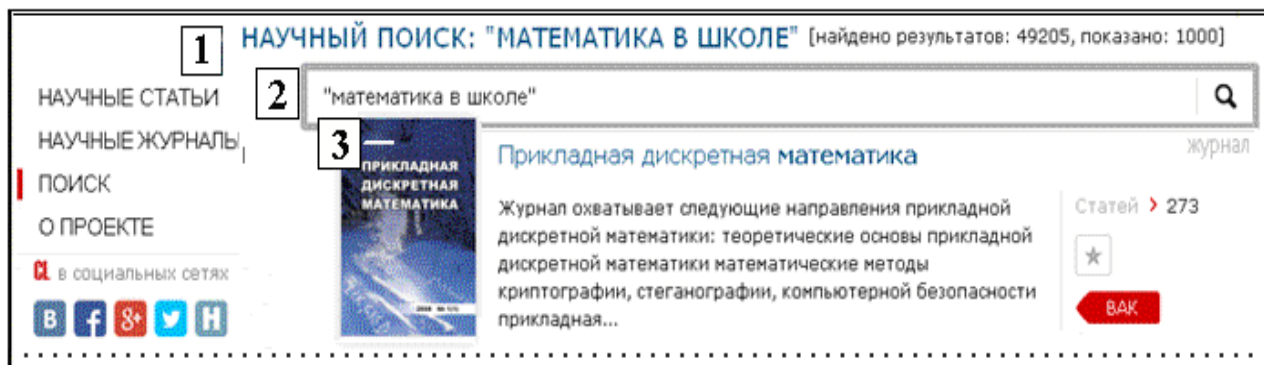 1 НАУЧНЫЙ ПОИСК: "МАТЕМАТИКА В ШКОЛЕ" [найдено результатов: 49205, показано: 1000]
2 "математика в школе"
НАУЧНЫЕ СТАТЬИ
НАУЧНЫЕ ЖУРНАЛЫ
ПОИСК
О ПРОЕКТЕ
CL в социальных сетях
B f 8+ H
3
ПРИКЛАДНАЯ
ДИСКРЕТНАЯ
МАТЕМАТИКА
Прикладная дискретная математика
журнал
Журнал охватывает следующие направления прикладной
дискретной математики: теоретические основы прикладной
дискретной математики математические методы
криптографии, стеганографии, компьютерной безопасности
прикладная...
Статей > 273
ВАК